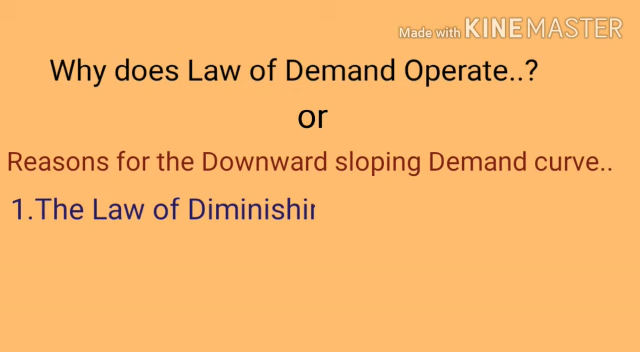 Made with KINEMASTER
Why does Law of Demand Operate..?
or
Reasons for the Downward sloping Demand curve..
1.The Law of Diminishin